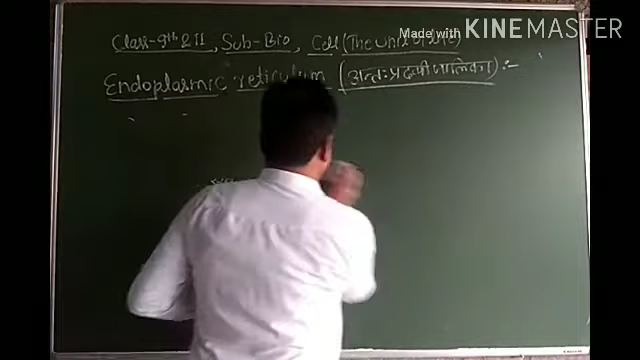 Made with KINEMASTER
Class-9th & 11, Sub-Bio, Cell (The unit of life)
Endoplasmic reticulum (अन्तः प्रद्रव्यी जालिका) :-